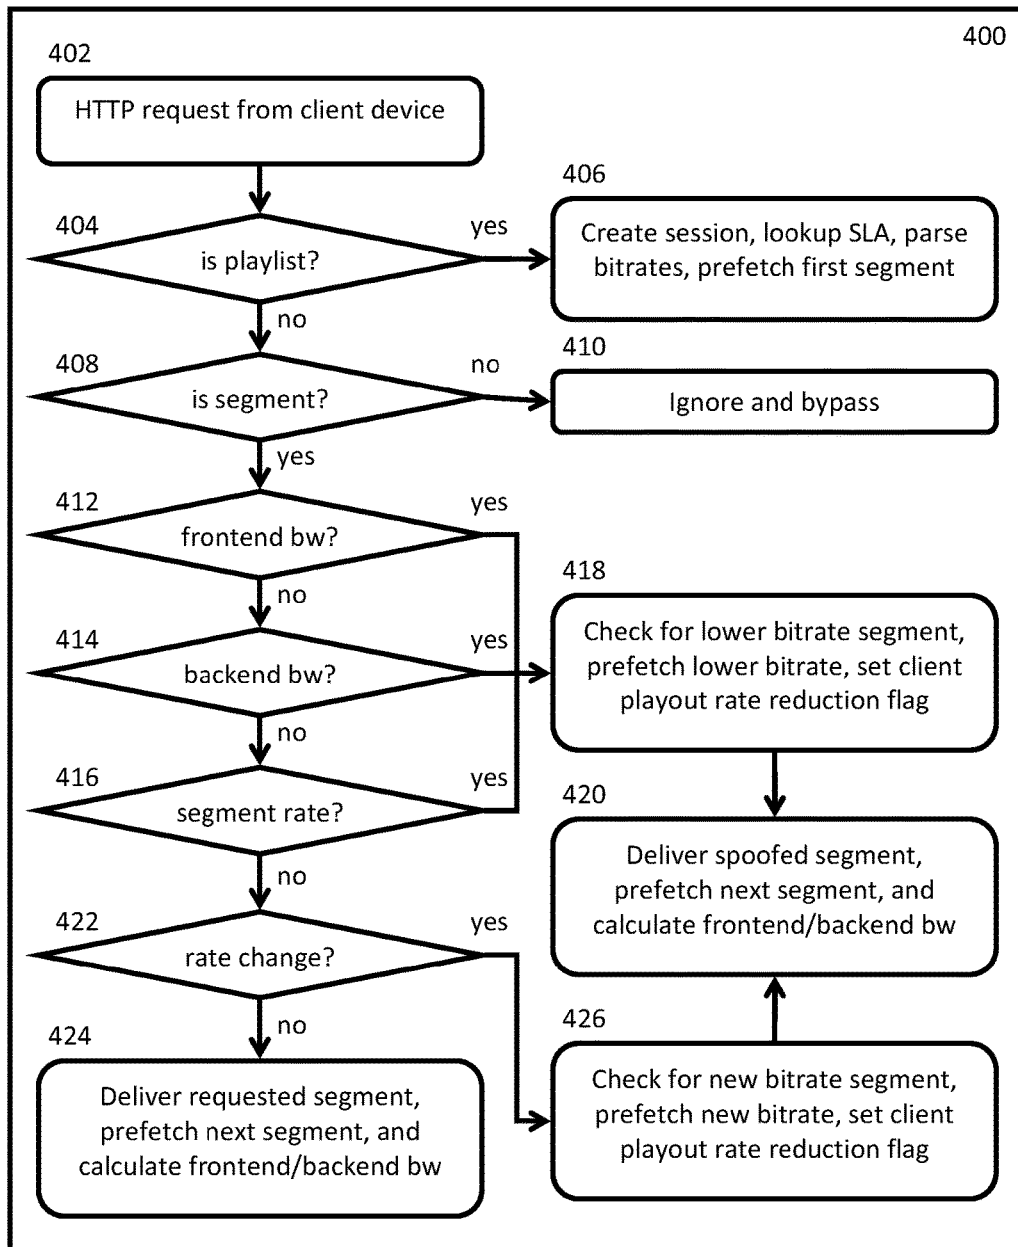 400
402
HTTP request from client device
404
is playlist?
yes
no
406
Create session, lookup SLA, parse
bitrates, prefetch first segment
408
is segment?
no
yes
410
Ignore and bypass
412
frontend bw?
yes
no
414
backend bw?
yes
no
416
segment rate?
yes
no
418
Check for lower bitrate segment,
prefetch lower bitrate, set client
playout rate reduction flag
420
Deliver spoofed segment,
prefetch next segment, and
calculate frontend/backend bw
422
rate change?
yes
no
424
Deliver requested segment,
prefetch next segment, and
calculate frontend/backend bw
426
Check for new bitrate segment,
prefetch new bitrate, set client
playout rate reduction flag